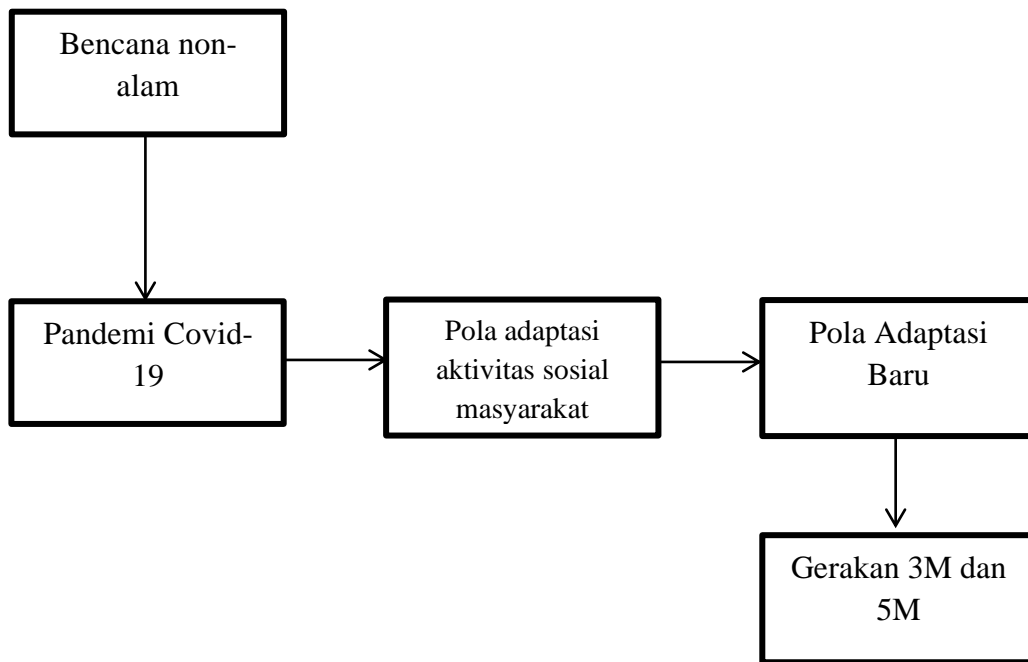 Bencana non-
alam
Pandemi Covid-
19
Pola adaptasi
aktivitas sosial
masyarakat
Pola Adaptasi
Baru
Gerakan 3M dan
5M